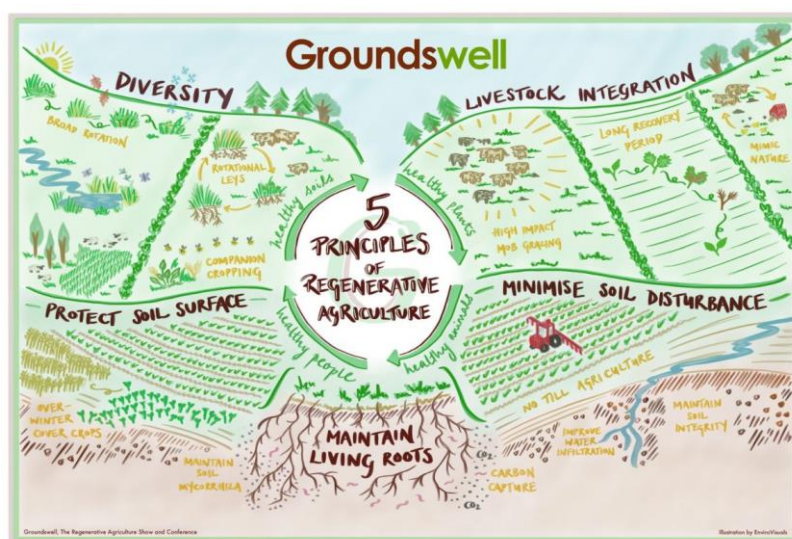 Groundswell
DIVERSITY
BROAD ROTATION
ROTATIONAL
LEYS
COMPANION
CROPPING
LIVESTOCK INTEGRATION
HIGH IMPACT
MOB GRAZING
LONG RECOVERY
PERIOD
MIMIC
NATURE
healthy soils
healthy plants
healthy animals
healthy people
5
PRINCIPLES
OF
REGENERATIVE
AGRICULTURE
PROTECT SOIL SURFACE
OVER-
WINTER
COVER CROPS
MAINTAIN
SOIL
MYCORRHIZA
MAINTAIN
LIVING ROOTS
CO2
CARBON
CAPTURE
CO2
MINIMISE SOIL DISTURBANCE
NO TILL AGRICULTURE
IMPROVE
WATER
INFILTRATION
MAINTAIN
SOIL
INTEGRITY
Groundswell, The Regenerative Agriculture Show and Conference
Illustration by EnviroVisuals